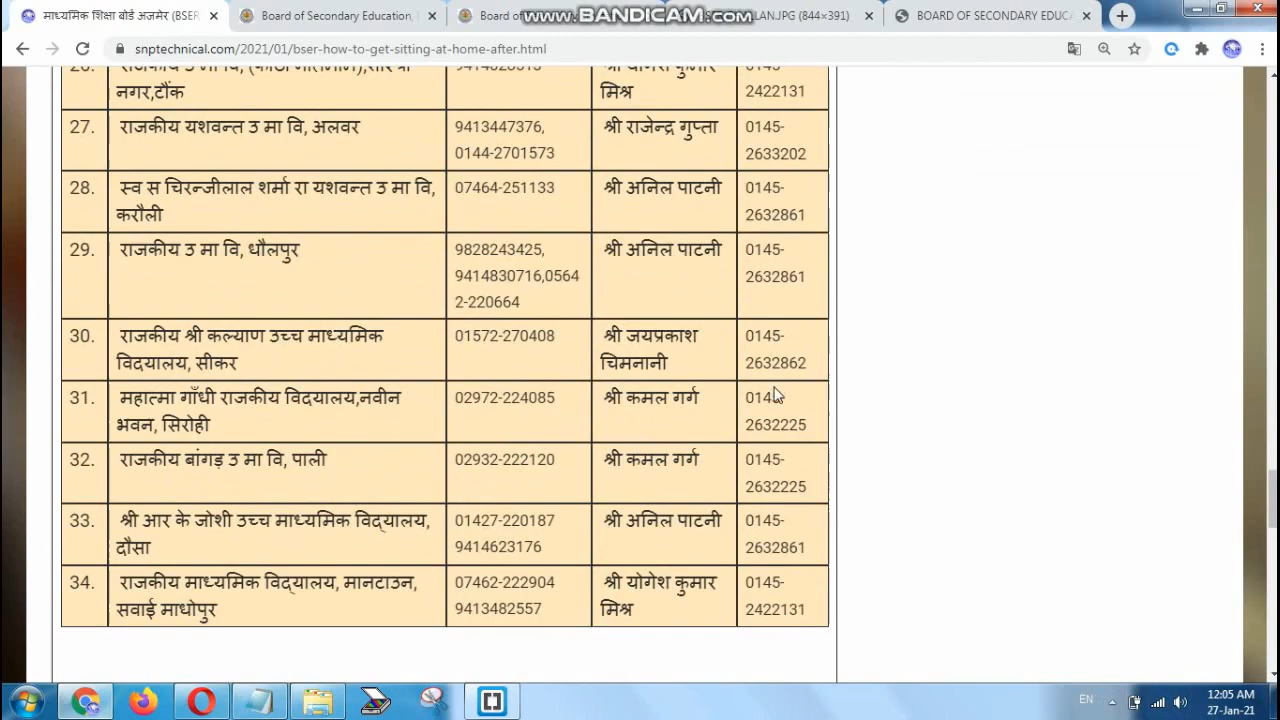 माध्यमिक शिक्षा बोर्ड अजमेर (BSER
Board of Secondary Education,
Board of
www.BANDICAM.com
LAN.JPG (844×391)
BOARD OF SECONDARY EDUCA
snptechnical.com/2021/01/bser-how-to-get-sitting-at-home-after.html
नगर,टौंक
मिश्र
2422131
27.
राजकीय यशवन्त उ मा वि, अलवर
9413447376,
0144-2701573
श्री राजेन्द्र गुप्ता
0145-
2633202
28.
स्व स चिरन्जीलाल शर्मा रा यशवन्त उ मा वि,
करौली
07464-251133
श्री अनिल पाटनी
0145-
2632861
29.
राजकीय उ मा वि, धौलपुर
9828243425,
9414830716,0564
2-220664
श्री अनिल पाटनी
0145-
2632861
30.
राजकीय श्री कल्याण उच्च माध्यमिक
विदयालय, सीकर
01572-270408
श्री जयप्रकाश
चिमनानी
0145-
2632862
31.
महात्मा गाँधी राजकीय विदयालय,नवीन
भवन, सिरोही
02972-224085
श्री कमल गर्ग
2632225
32.
राजकीय बांगड़ उ मा वि, पाली
02932-222120
श्री कमल गर्ग
0145-
2632225
33.
श्री आर के जोशी उच्च माध्यमिक विद्यालय,
दौसा
01427-220187
9414623176
श्री अनिल पाटनी
0145-
2632861
34.
राजकीय माध्यमिक विद्यालय, मानटाउन,
सवाई माधोपुर
07462-222904
9413482557
श्री योगेश कुमार
मिश्र
0145-
2422131
EN
12:05 AM
27-Jan-21